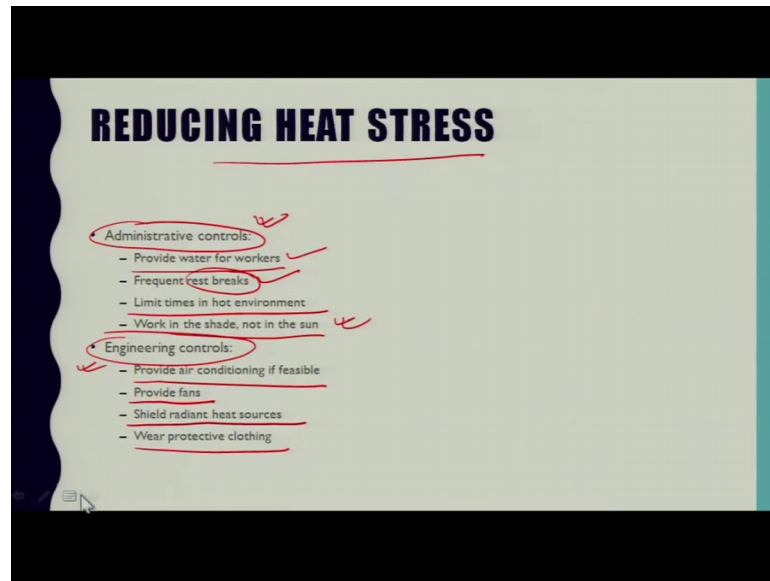 REDUCING HEAT STRESS
• Administrative controls:
– Provide water for workers
– Frequent rest breaks
– Limit times in hot environment
– Work in the shade, not in the sun
• Engineering controls:
– Provide air conditioning if feasible
– Provide fans
– Shield radiant heat sources
– Wear protective clothing